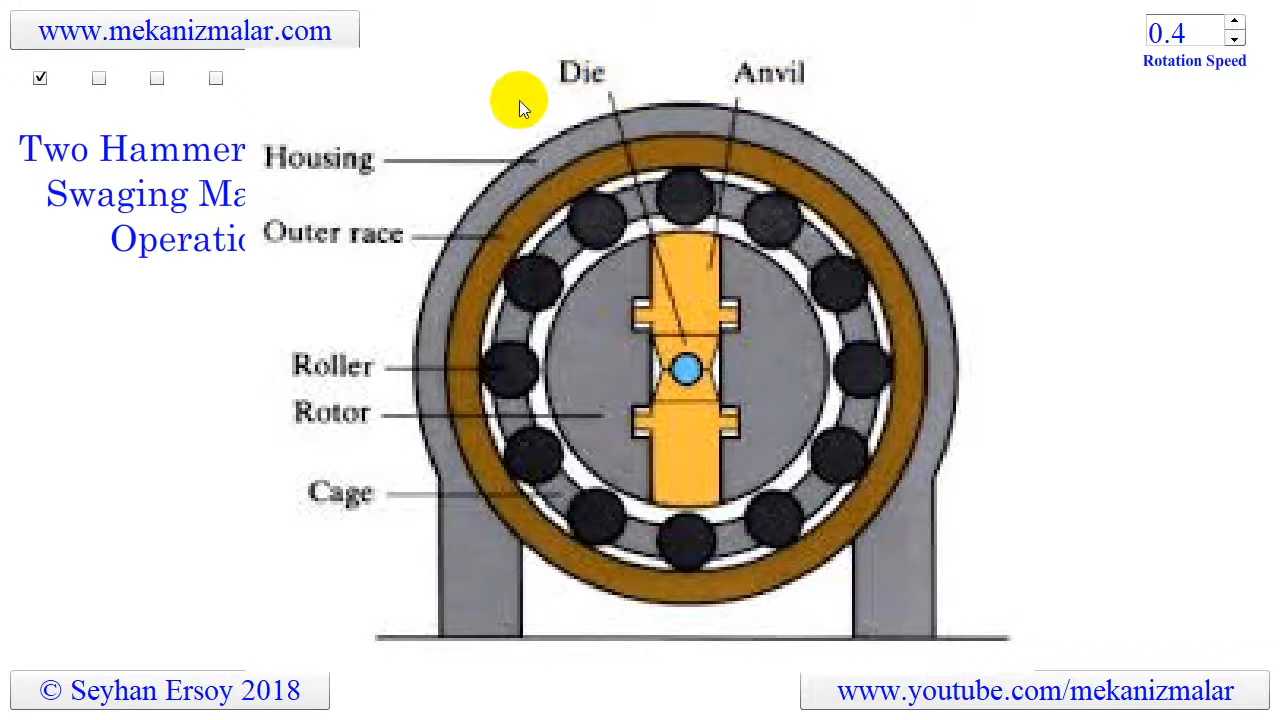 www.mekanizmalar.com
0.4
Rotation Speed
Die
Anvil
Two Hammer
Housing
Swaging Ma
Outer race
Operatio
Roller
Rotor
Cage
© Seyhan Ersoy 2018
www.youtube.com/mekanizmalar